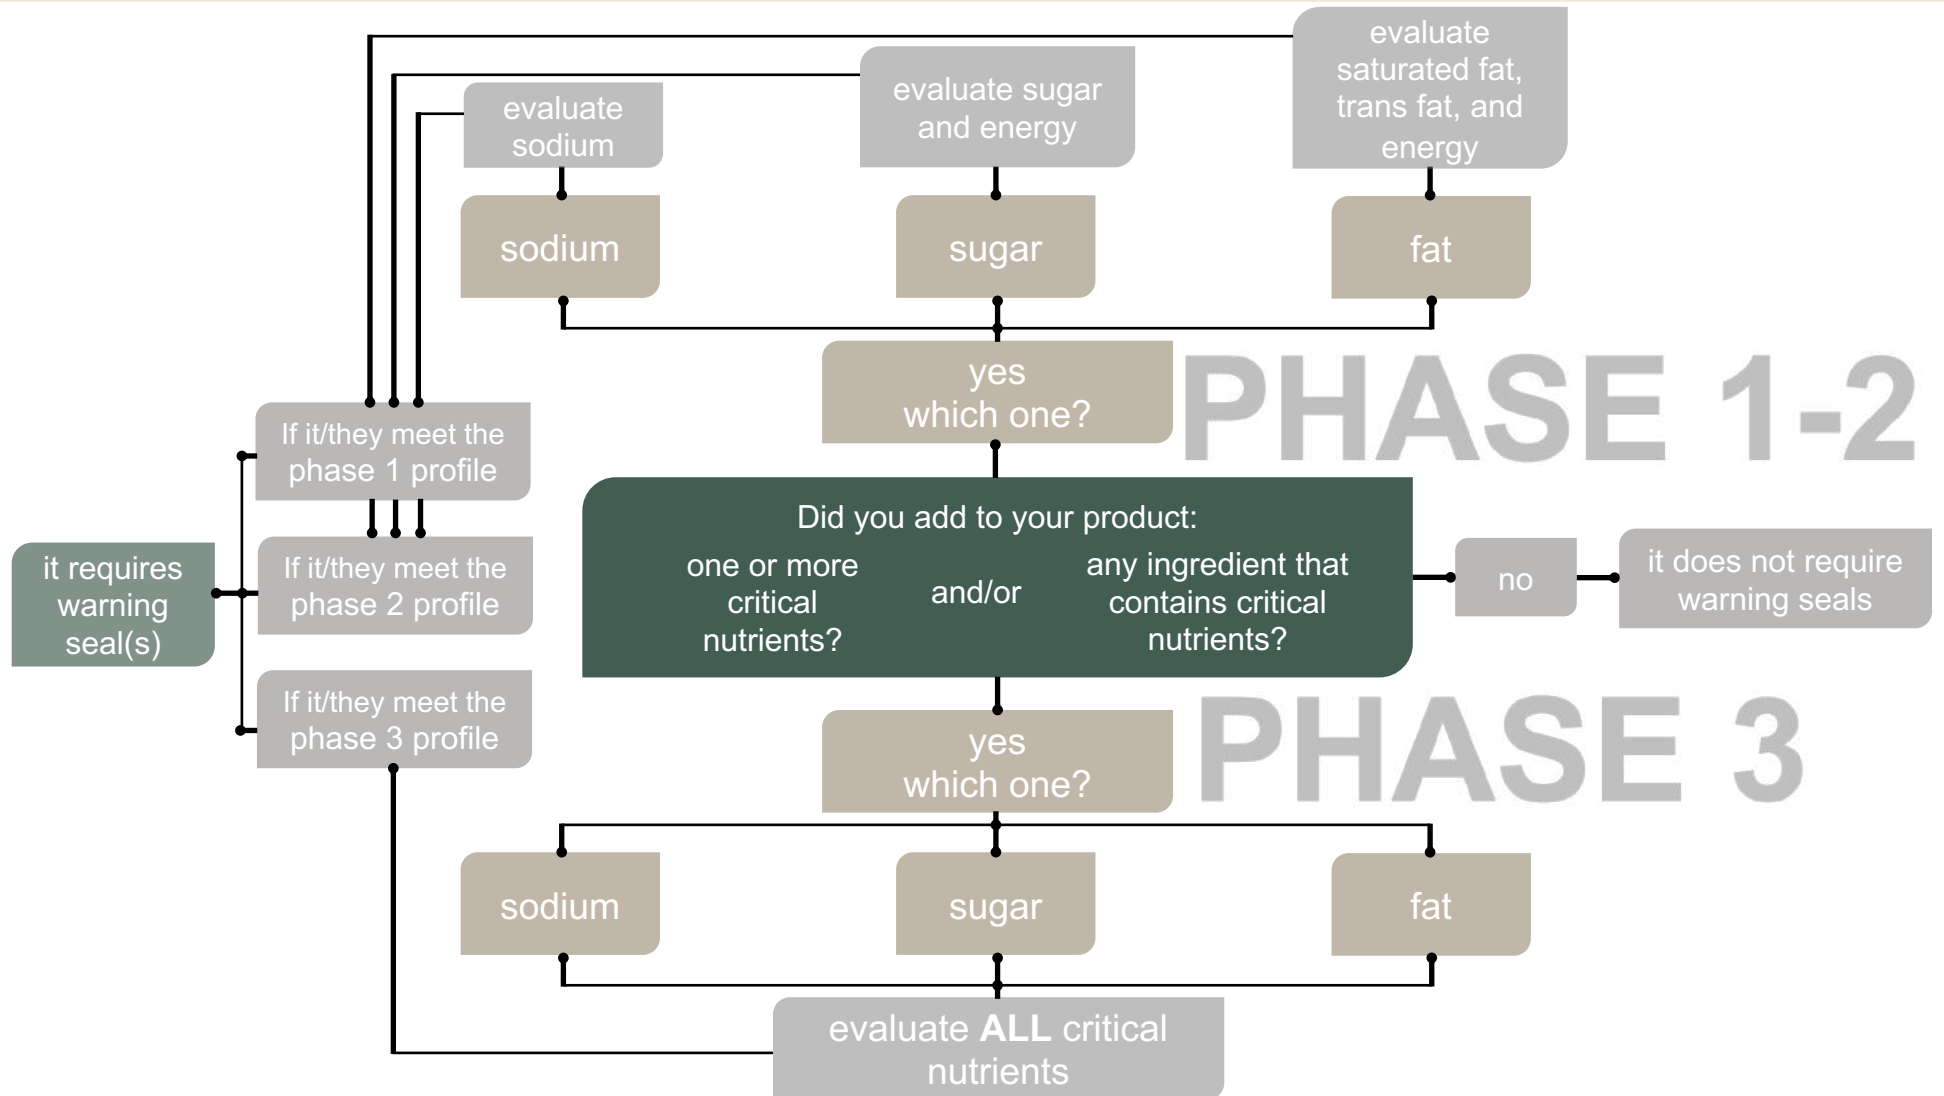 evaluate
saturated fat,
trans fat, and
energy
evaluate sugar
and energy
evaluate
sodium
sodium
sugar
fat
yes
which one?
PHASE 1-2
If it/they meet the
phase 1 profile
Did you add to your product:
one or more
critical
nutrients?
and/or
any ingredient that
contains critical
nutrients?
no
it does not require
warning seals
it requires
warning
seal(s)
If it/they meet the
phase 2 profile
If it/they meet the
phase 3 profile
yes
which one?
PHASE 3
sodium
sugar
fat
evaluate ALL critical
nutrients